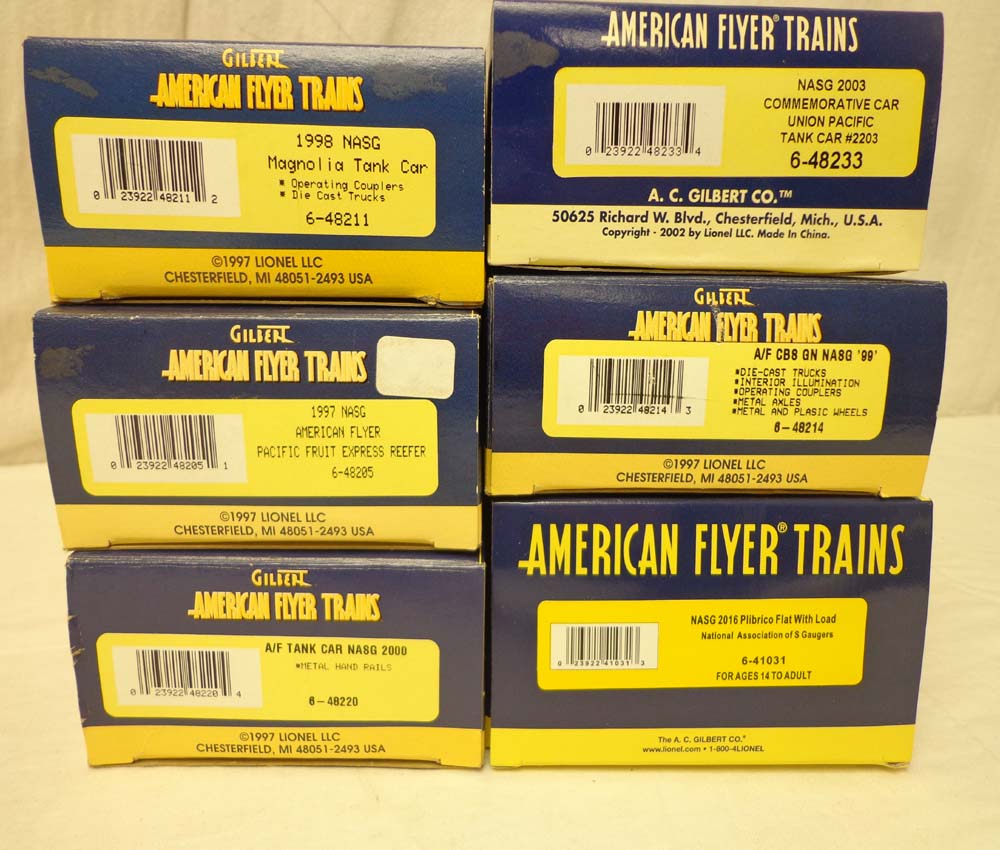 GILBERT
AMERICAN FLYER TRAINS
1998 NASG
Magnolia Tank Car
▪ Operating Couplers
▪ Die Cast Trucks
6-48211
0 23922 48211 2
©1997 LIONEL LLC
CHESTERFIELD, MI 48051-2493 USA
AMERICAN FLYER® TRAINS
NASG 2003
COMMEMORATIVE CAR
UNION PACIFIC
TANK CAR #2203
6-48233
0 23922 48233 4
A. C. GILBERT CO.™
50625 Richard W. Blvd., Chesterfield, Mich., U.S.A.
Copyright - 2002 by Lionel LLC. Made In China.
GILBERT
AMERICAN FLYER TRAINS
1997 NASG
AMERICAN FLYER
PACIFIC FRUIT EXPRESS REEFER
6-48205
0 23922 48205 1
©1997 LIONEL LLC
CHESTERFIELD, MI 48051-2493 USA
GILBERT
AMERICAN FLYER TRAINS
A/F CBS GN NASG '99'
▪DIE-CAST TRUCKS
▪INTERIOR ILLUMINATION
▪OPERATING COUPLERS
▪METAL AXLES
▪METAL AND PLASIC WHEELS
6-48214
0 23922 48214 3
©1997 LIONEL LLC
CHESTERFIELD, MI 48051-2493 USA
GILBERT
AMERICAN FLYER TRAINS
A/F TANK CAR NASG 2000
▪METAL HAND RAILS
6-48220
0 23922 48220 4
©1997 LIONEL LLC
CHESTERFIELD, MI 48051-2493 USA
AMERICAN FLYER® TRAINS
NASG 2016 Plibrico Flat With Load
National Association of S Gaugers
6-41031
FOR AGES 14 TO ADULT
0 23922 41031 3
The A. C. GILBERT CO.®
www.lionel.com • 1-800-4LIONEL